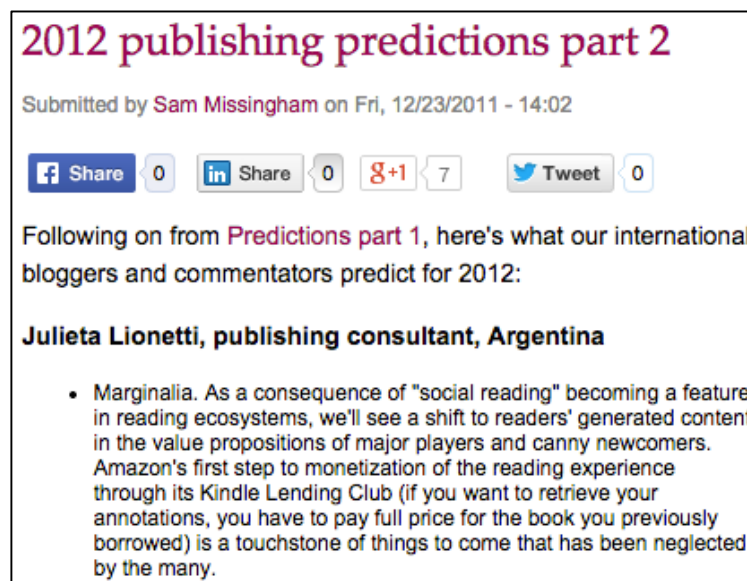 2012 publishing predictions part 2
Submitted by Sam Missingham on Fri, 12/23/2011 - 14:02
f Share 0 in Share 0 g+1 7 Tweet 0
Following on from Predictions part 1, here's what our international
bloggers and commentators predict for 2012:
Julieta Lionetti, publishing consultant, Argentina
• Marginalia. As a consequence of "social reading" becoming a feature
in reading ecosystems, we'll see a shift to readers' generated content
in the value propositions of major players and canny newcomers.
Amazon's first step to monetization of the reading experience
through its Kindle Lending Club (if you want to retrieve your
annotations, you have to pay full price for the book you previously
borrowed) is a touchstone of things to come that has been neglected
by the many.